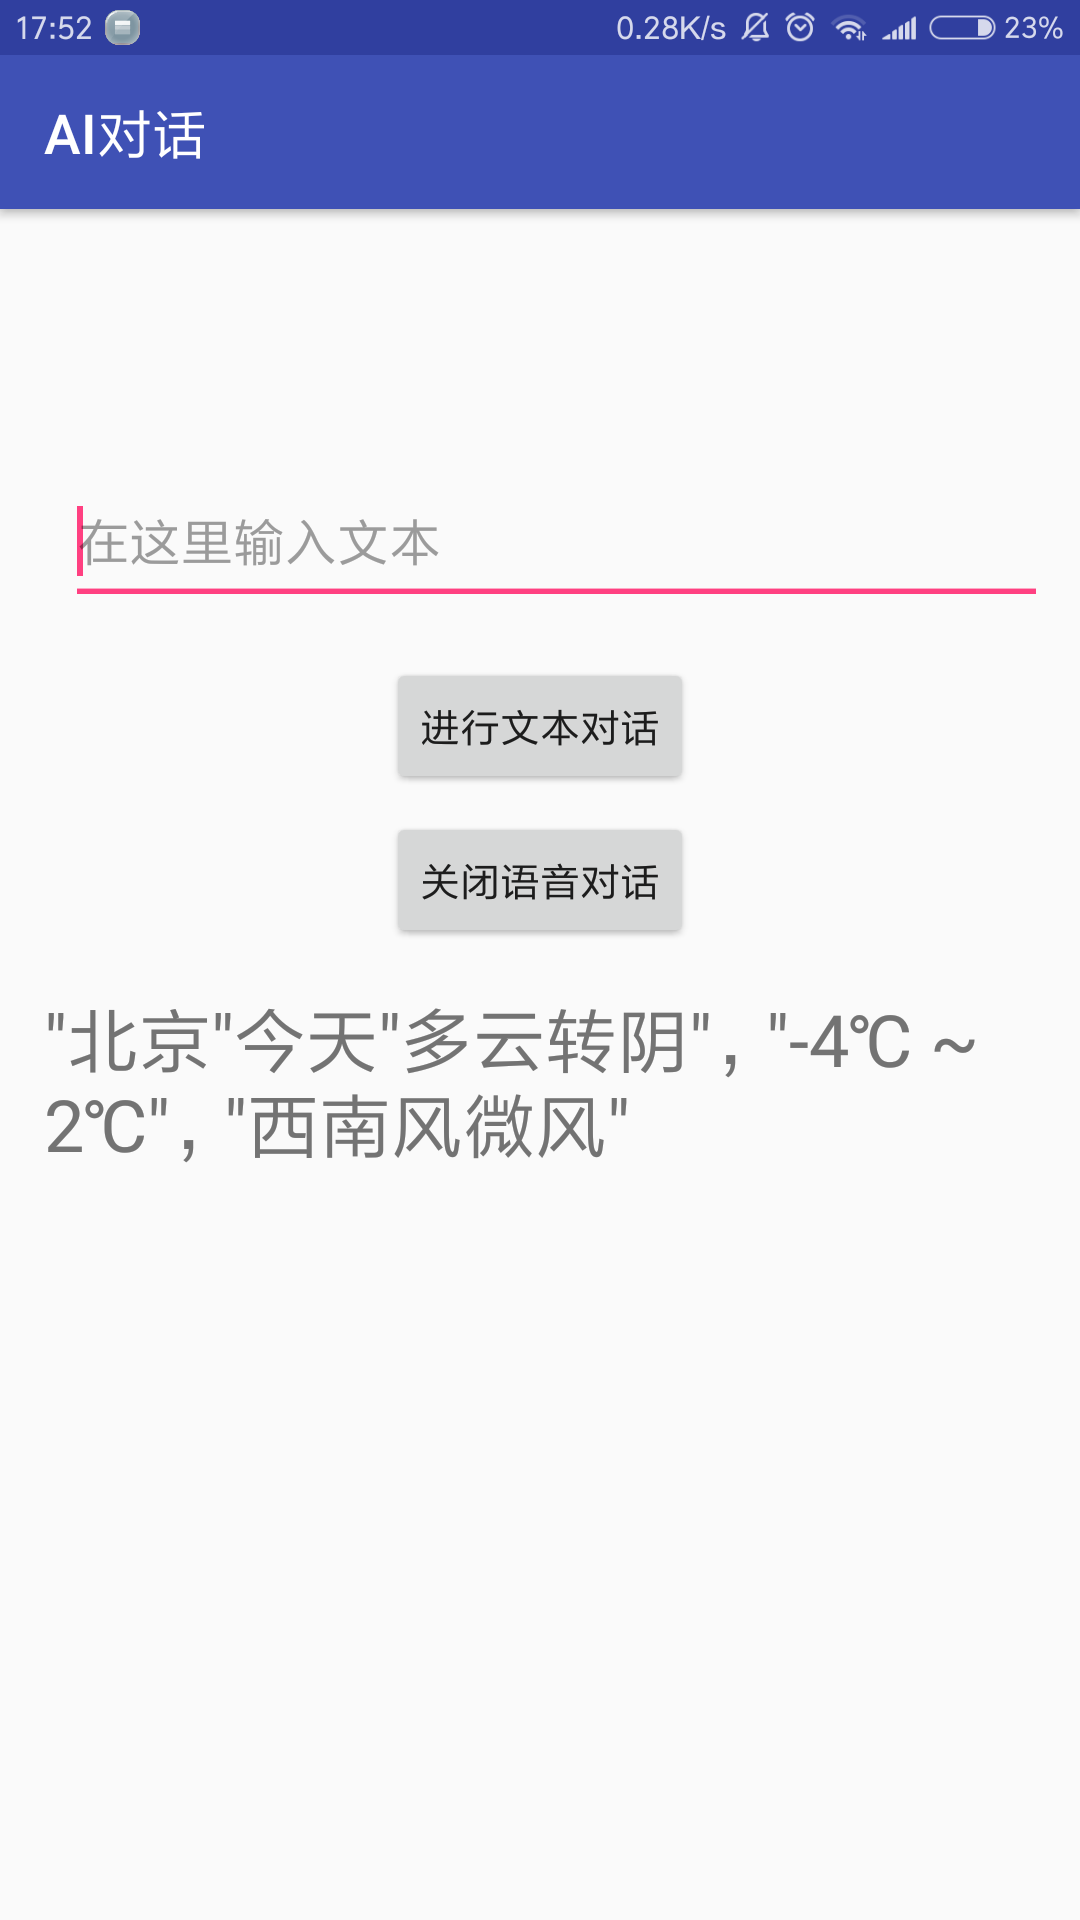 17:52 0.28K/s 23%
AI对话
在这里输入文本
进行文本对话
关闭语音对话
"北京"今天"多云转阴"，"-4℃ ~
2℃"，"西南风微风"